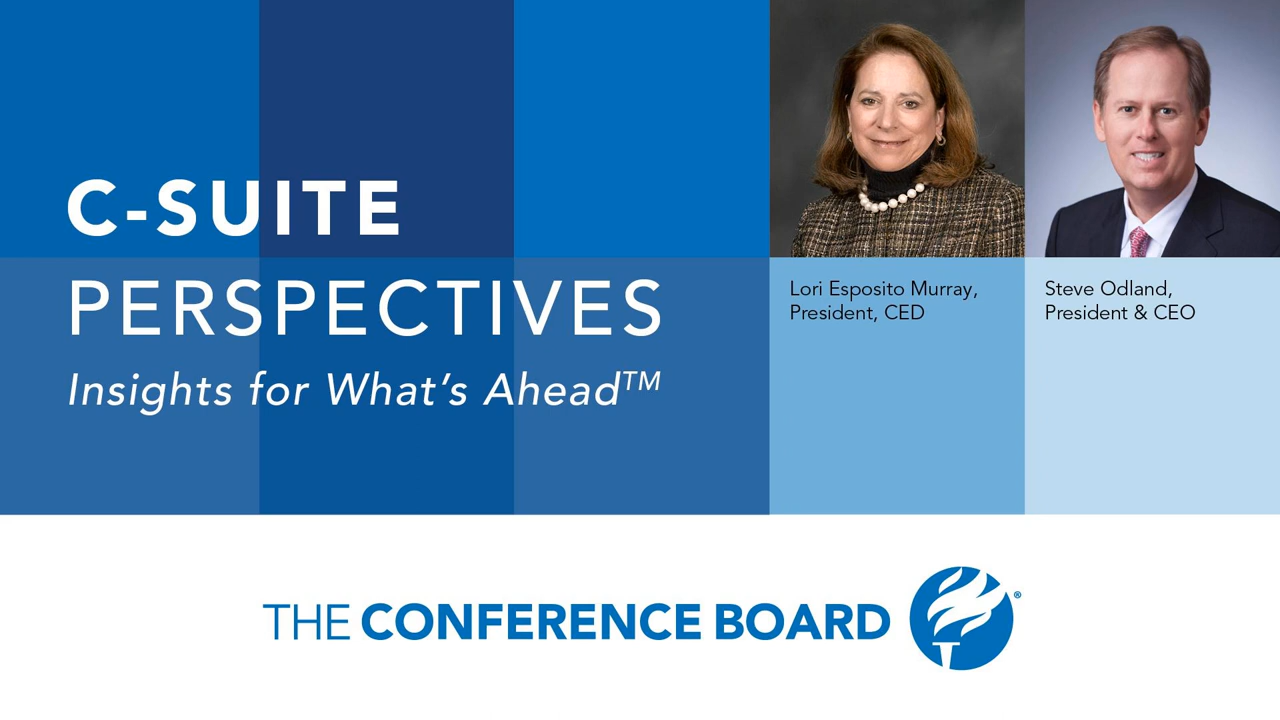 C-SUITE
PERSPECTIVES
Insights for What's Ahead™
Lori Esposito Murray,
President, CED
Steve Odland,
President & CEO
THE CONFERENCE BOARD ®